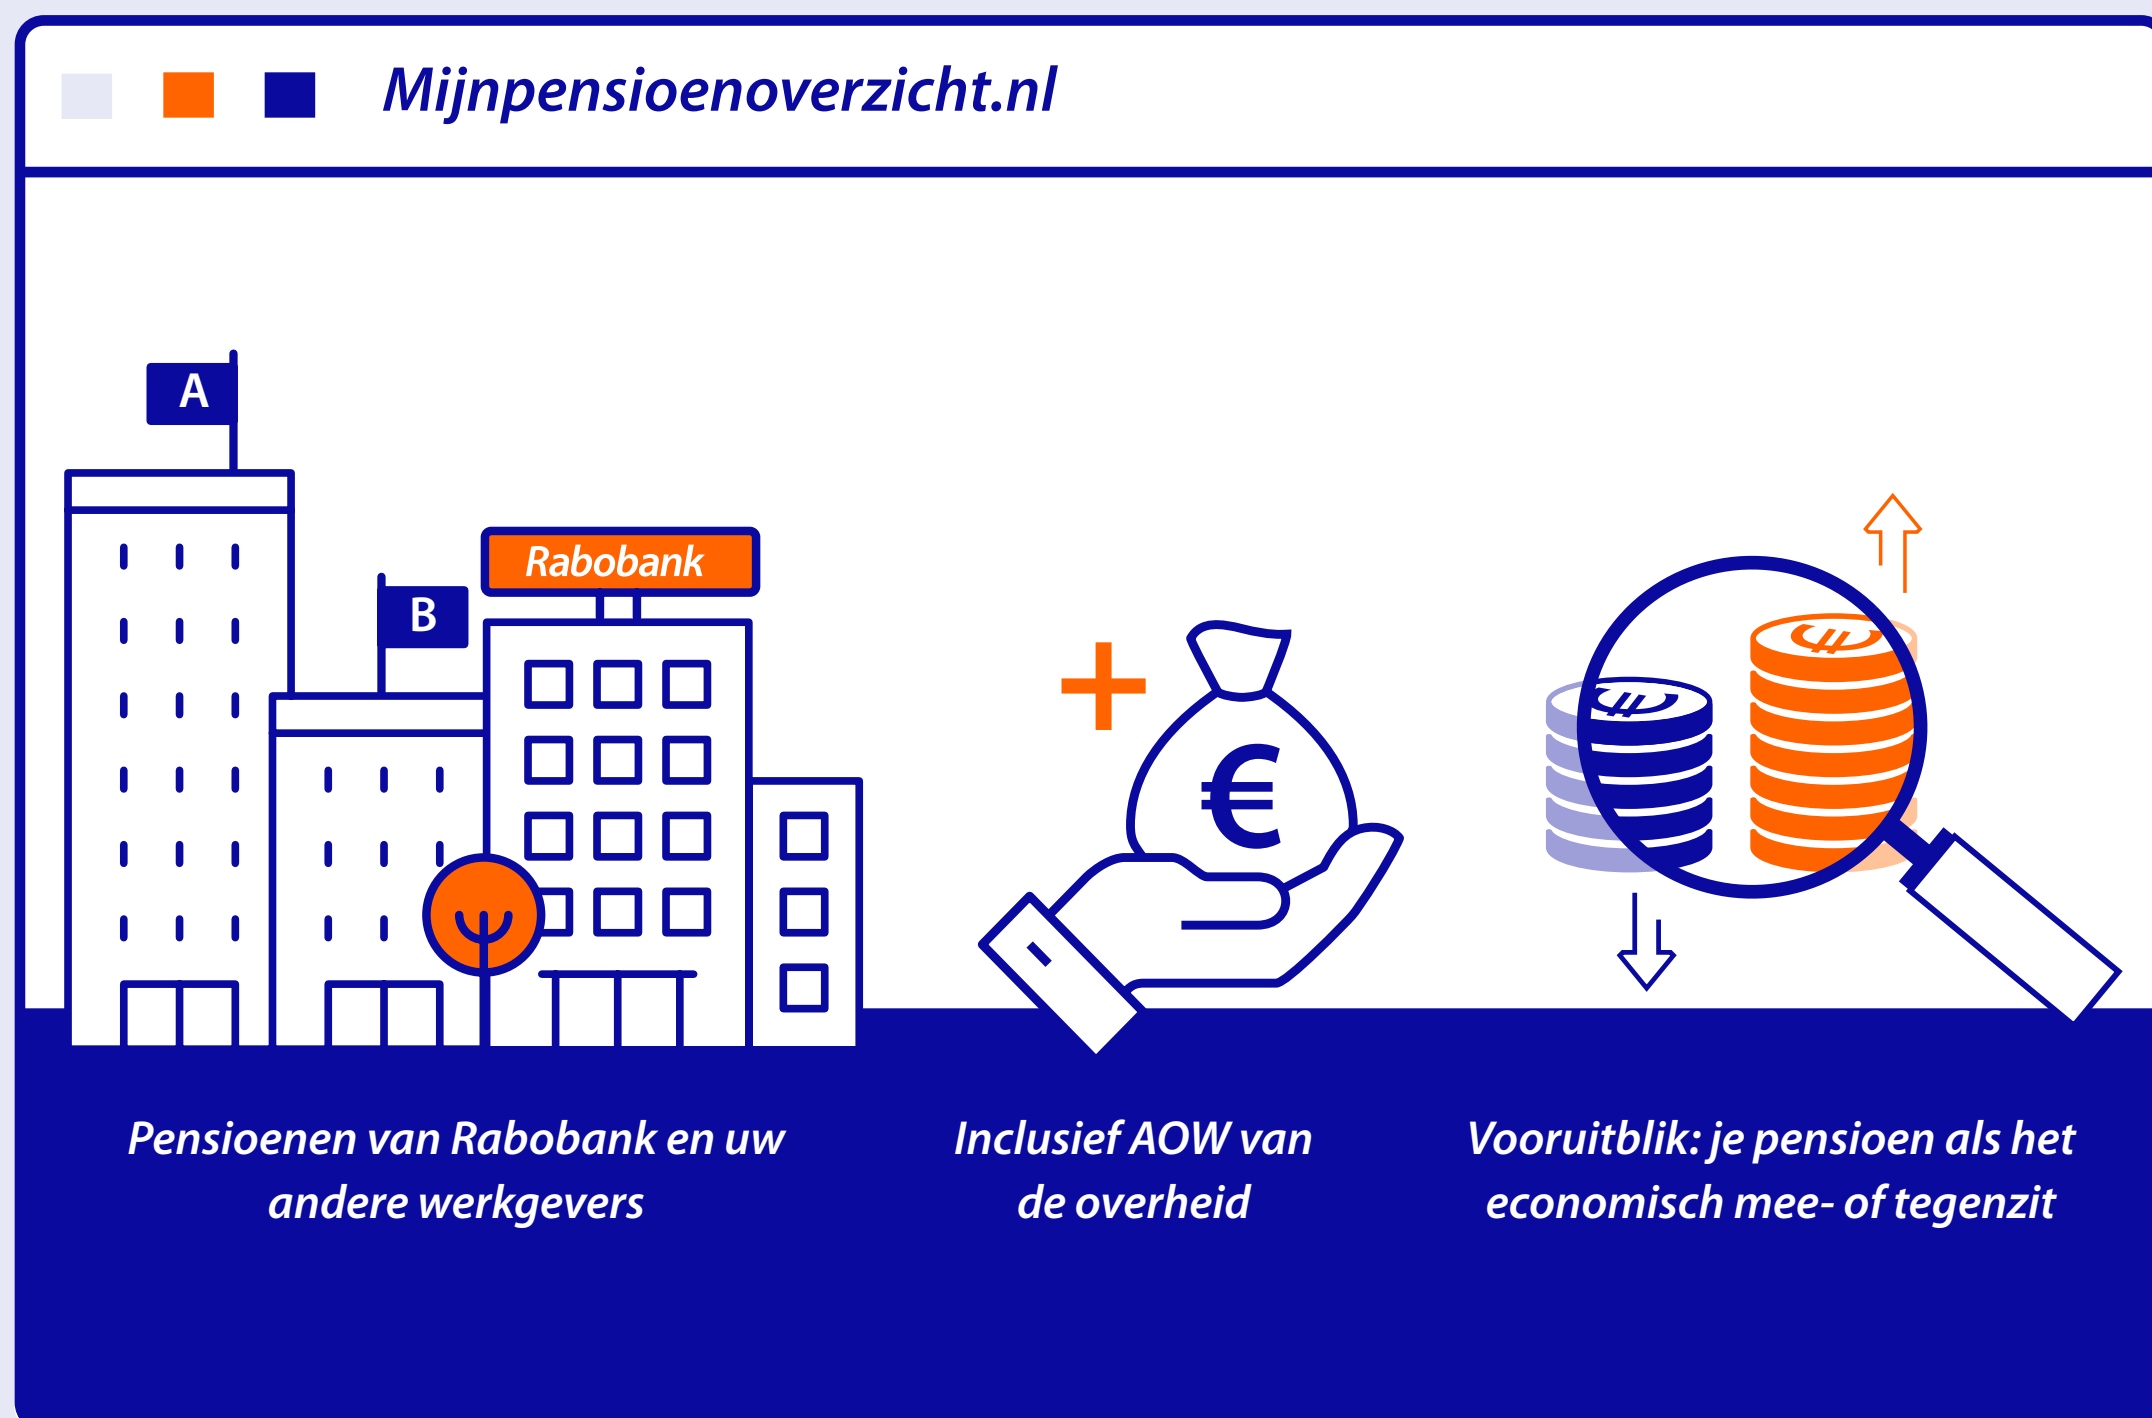 Mijnpensioenoverzicht.nl
A
B
Rabobank
€
Pensioenen van Rabobank en uw
andere werkgevers
Inclusief AOW van
de overheid
Vooruitblik: je pensioen als het
economisch mee- of tegenzit